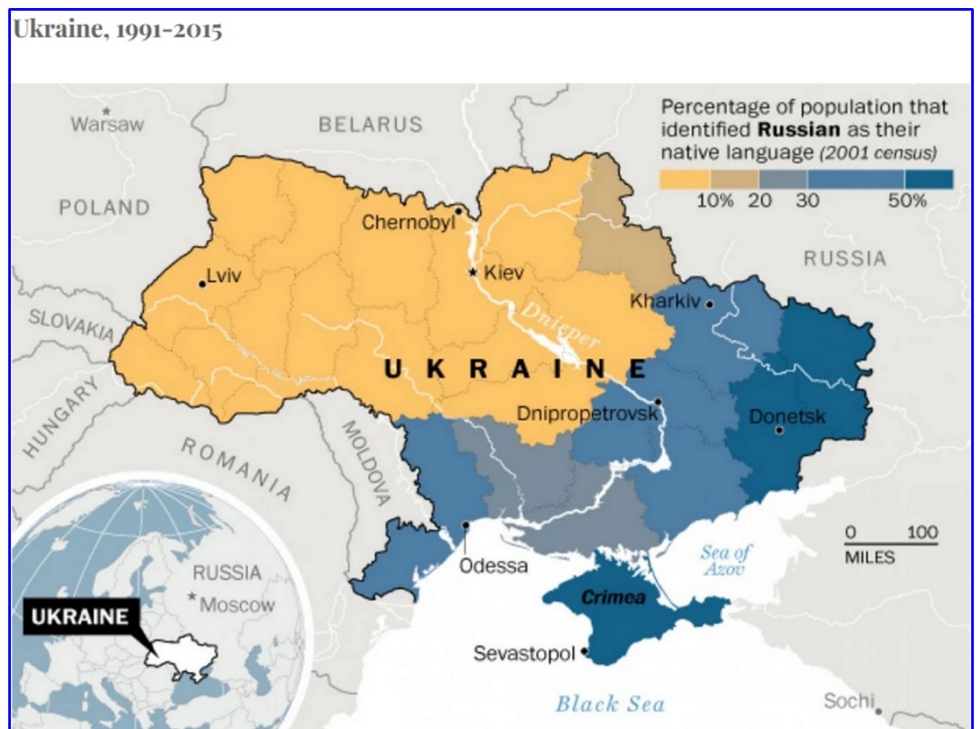 Ukraine, 1991-2015
Percentage of population that
identified Russian as their
native language (2001 census)
10% 20 30 50%
Warsaw
BELARUS
POLAND
Chernobyl
RUSSIA
Lviv
Kiev
Kharkiv
SLOVAKIA
Dnieper
UKRAINE
HUNGARY
Dnipropetrovsk
Donetsk
MOLDOVA
ROMANIA
0 100
MILES
Sea of
Azov
Odessa
RUSSIA
Moscow
Crimea
UKRAINE
Sevastopol
Black Sea
Sochi